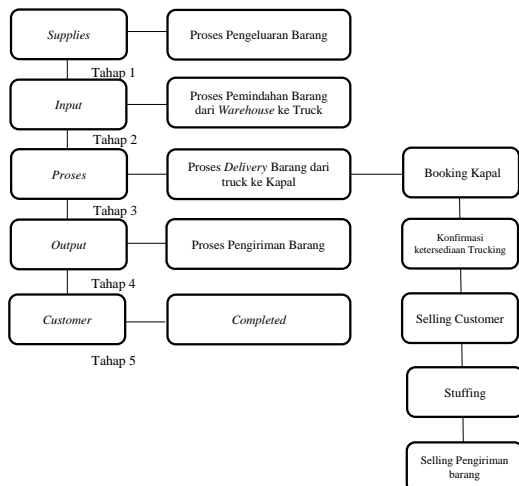 Supplies
Proses Pengeluaran Barang
Tahap 1
Input
Proses Pemindahan Barang
dari Warehouse ke Truck
Tahap 2
Proses
Proses Delivery Barang dari
truck ke Kapal
Booking Kapal
Tahap 3
Konfirmasi
ketersediaan Trucking
Output
Proses Pengiriman Barang
Tahap 4
Customer
Completed
Selling Customer
Tahap 5
Stuffing
Selling Pengiriman
barang